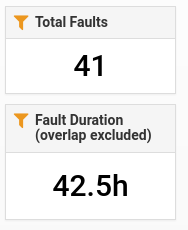 Total Faults
41
Fault Duration
(overlap excluded)
42.5h